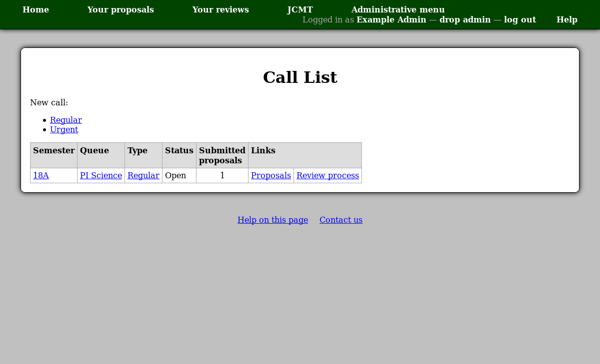 Home Your proposals Your reviews JCMT Administrative menu
Logged in as Example Admin — drop admin — log out Help
Call List
New call:
• Regular
• Urgent
Semester Queue Type Status Submitted proposals Links
18A PI Science Regular Open 1 Proposals Review process
Help on this page Contact us